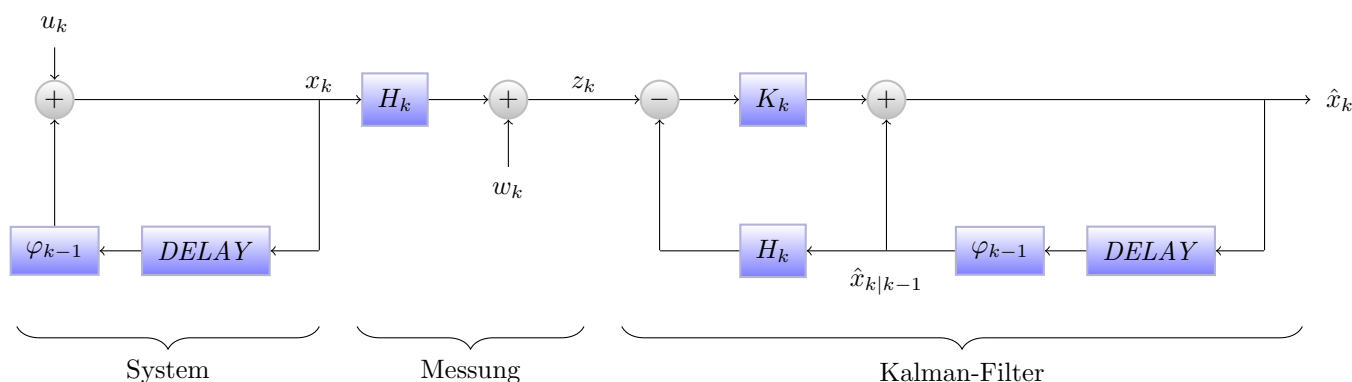 u_k
+
x_k
H_k
+
z_k
−
K_k
+
x̂_k
w_k
φ_{k−1}
DELAY
H_k
x̂_{k|k−1}
φ_{k−1}
DELAY
System
Messung
Kalman-Filter